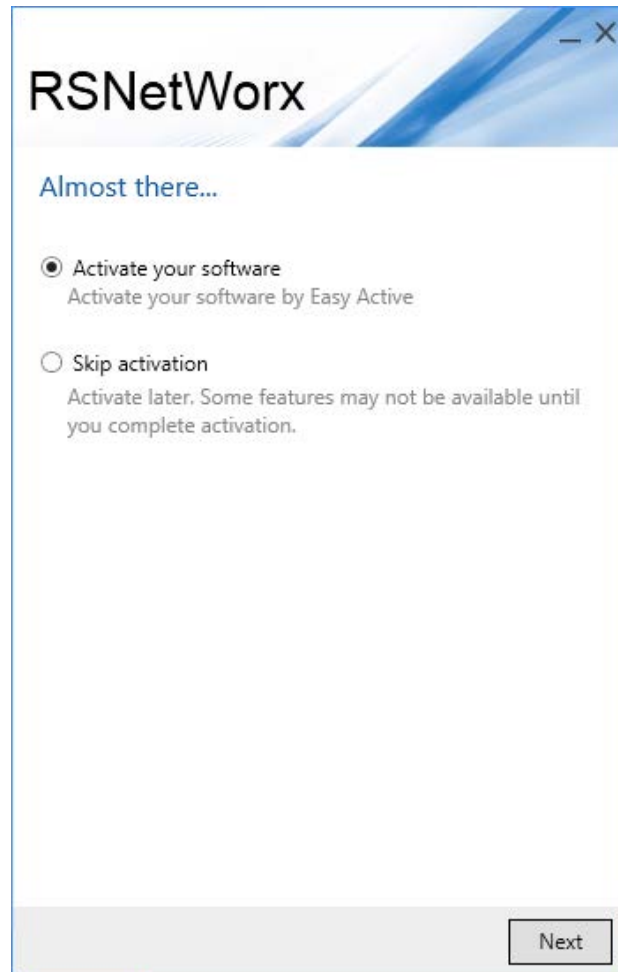 RSNetWorx
Almost there...
Activate your software
Activate your software by Easy Active
Skip activation
Activate later. Some features may not be available until
you complete activation.
Next